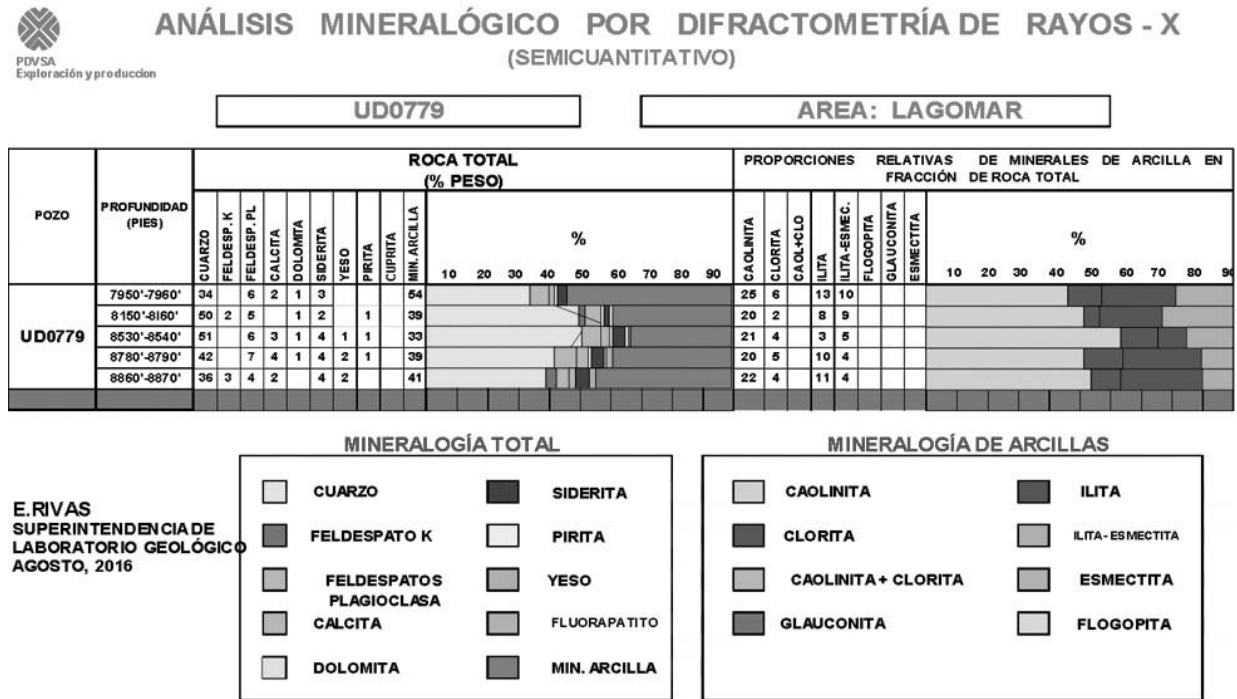 ANÁLISIS MINERALÓGICO POR DIFRACTOMETRÍA DE RAYOS - X
(SEMICUANTITATIVO)
PDVSA
Exploración y produccion
UD0779
AREA: LAGOMAR
POZO
PROFUNDIDAD
(PIES)
ROCA TOTAL
(% PESO)
CUARZO
FELDESP. K
FELDESP. PL
CALCITA
DOLOMITA
SIDERITA
YESO
PIRITA
CUPRITA
MIN. ARCILLA
%
10 20 30 40 50 60 70 80 90
PROPORCIONES RELATIVAS DE MINERALES DE ARCILLA EN
FRACCIÓN DE ROCA TOTAL
CAOLINITA
CLORITA
CAOL+CLO
ILITA
ILITA-ESMEC.
FLOGOPITA
GLAUCONITA
ESMECTITA
%
10 20 30 40 50 60 70 80 90
UD0779
7950'-7960' 34 6 2 1 3 54 25 6 13 10
8150'-8160' 50 2 5 1 2 1 39 20 2 8 9
8530'-8540' 51 6 3 1 4 1 1 33 21 4 3 5
8780'-8790' 42 7 4 1 4 2 1 39 20 5 10 4
8860'-8870' 36 3 4 2 4 2 41 22 4 11 4
E.RIVAS
SUPERINTENDENCIA DE
LABORATORIO GEOLÓGICO
AGOSTO, 2016
MINERALOGÍA TOTAL
CUARZO
SIDERITA
FELDESPATO K
PIRITA
FELDESPATOS
PLAGIOCLASA
YESO
CALCITA
FLUORAPATITO
DOLOMITA
MIN. ARCILLA
MINERALOGÍA DE ARCILLAS
CAOLINITA
ILITA
CLORITA
ILITA-ESMECTITA
CAOLINITA + CLORITA
ESMECTITA
GLAUCONITA
FLOGOPITA